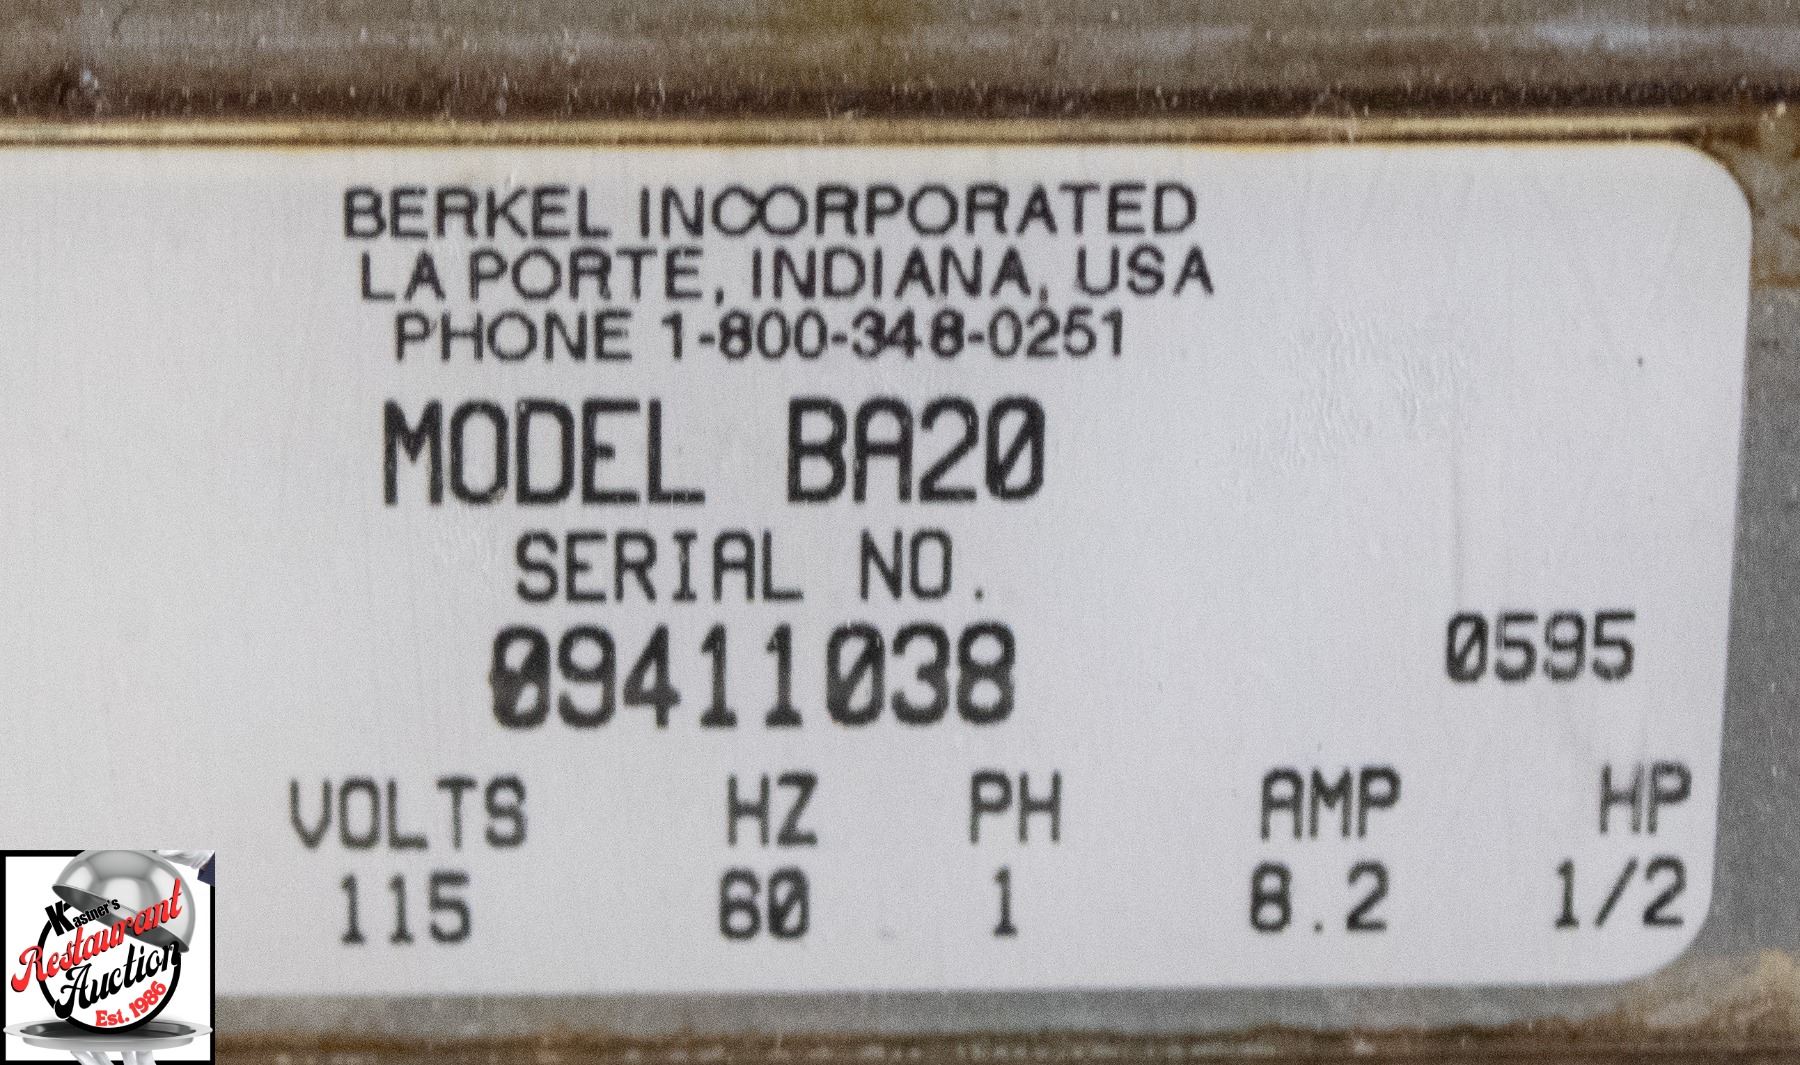 BERKEL INCORPORATED
LA PORTE, INDIANA, USA
PHONE 1-800-348-0251
MODEL BA20
SERIAL NO.
09411038
0595
VOLTS HZ PH AMP HP
115 60 1 8.2 1/2
Kastner's
Restaurant
Auction
Est. 1986